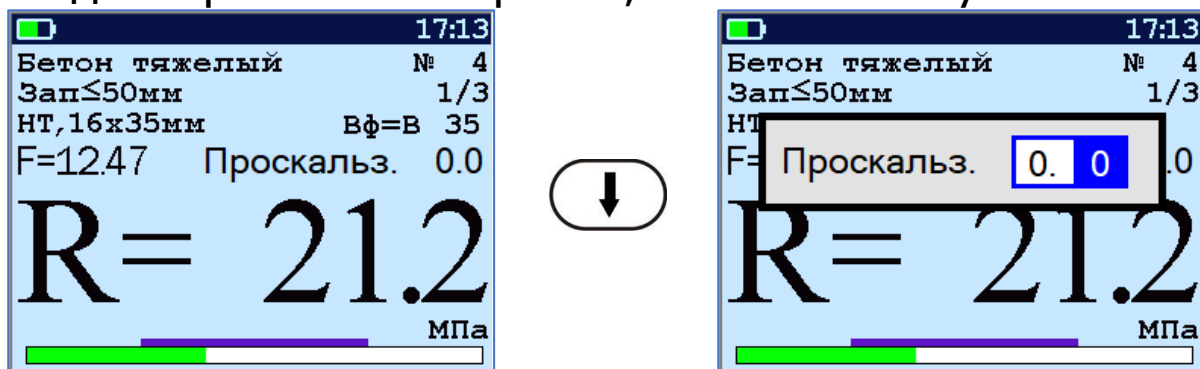 17:13
Бетон тяжелый № 4
Зап≤50мм 1/3
НТ,16х35мм Вф=В 35
F=12.47 Проскальз. 0.0
R= 21.2
МПа
17:13
Бетон тяжелый № 4
Зап≤50мм 1/3
НТ
F= .0
Проскальз. 0. 0
R= 21.2
МПа